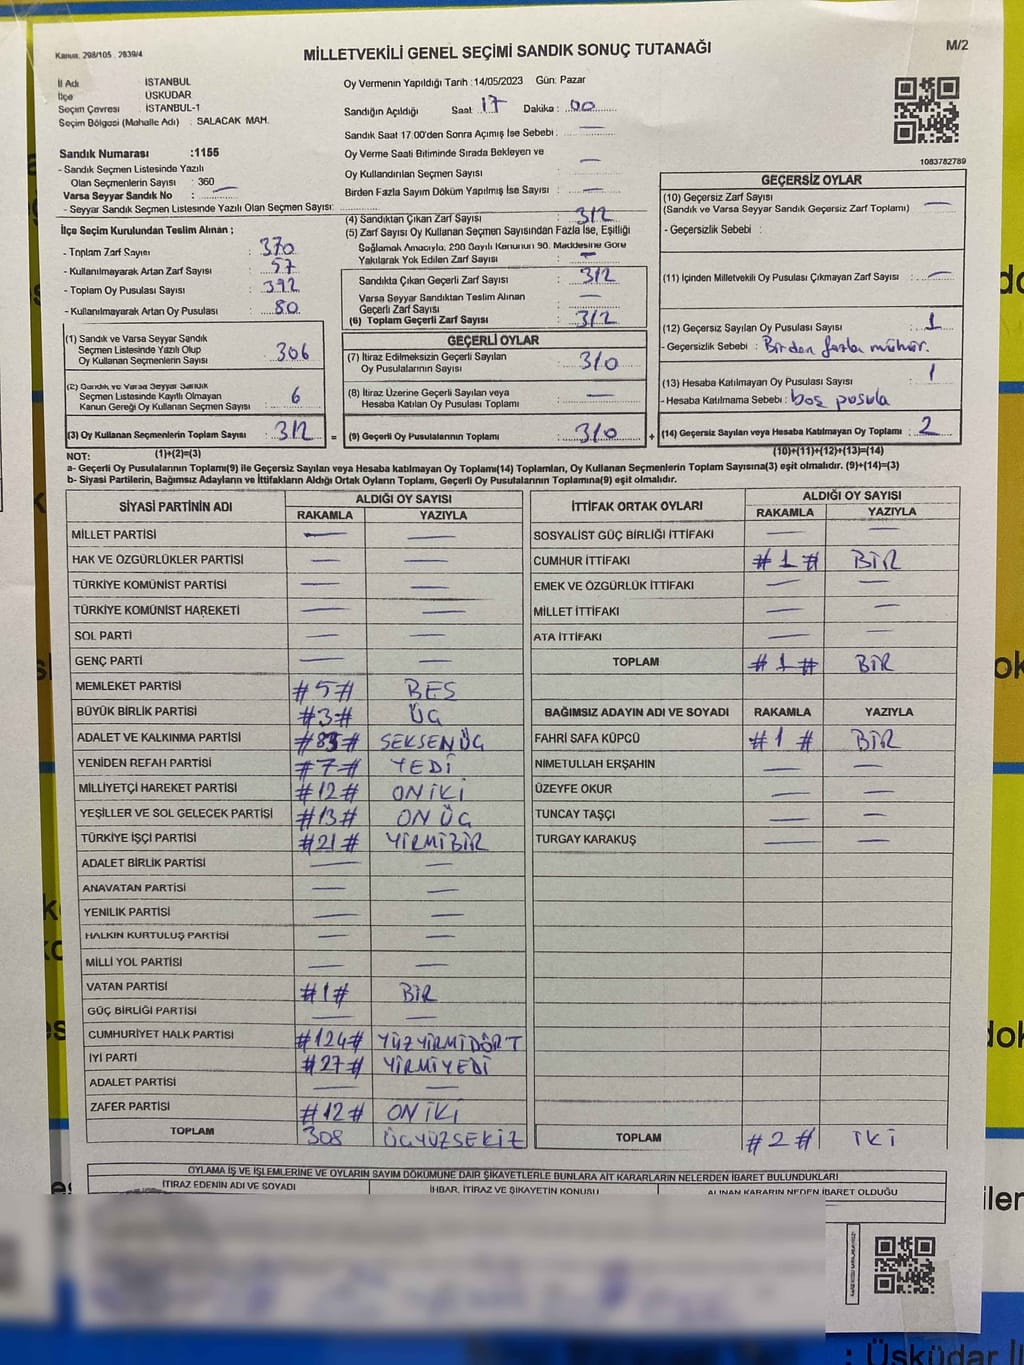 Kanun. 298/105 . 2839/4
MİLLETVEKİLİ GENEL SEÇİMİ SANDIK SONUÇ TUTANAĞI
M/2
İl Adı İSTANBUL
İlçe ÜSKÜDAR
Seçim Çevresi İSTANBUL-1
Seçim Bölgesi (Mahalle Adı) : SALACAK MAH.
Sandık Numarası :1155
- Sandık Seçmen Listesinde Yazılı
Olan Seçmenlerin Sayısı : 360
Varsa Seyyar Sandık No : —
- Seyyar Sandık Seçmen Listesinde Yazılı Olan Seçmen Sayısı:
İlçe Seçim Kurulundan Teslim Alınan ;
- Toplam Zarf Sayısı : 370
- Kullanılmayarak Artan Zarf Sayısı : 57
- Toplam Oy Pusulası Sayısı : 392
- Kullanılmayarak Artan Oy Pusulası : 80
(1) Sandık ve Varsa Seyyar Sandık
Seçmen Listesinde Yazılı Olup
Oy Kullanan Seçmenlerin Sayısı : 306
(2) Sandık ve Varsa Seyyar Sandık
Seçmen Listesinde Kayıtlı Olmayan
Kanun Gereği Oy Kullanan Seçmen Sayısı : 6
(3) Oy Kullanan Seçmenlerin Toplam Sayısı : 312
Oy Vermenin Yapıldığı Tarih :14/05/2023 Gün: Pazar
Sandığın Açıldığı Saat : 17 Dakika : 00
Sandık Saat 17.00'den Sonra Açımış İse Sebebi : —
Oy Verme Saati Bitiminde Sırada Bekleyen ve
Oy Kullandırılan Seçmen Sayısı : —
Birden Fazla Sayım Döküm Yapılmış İse Sayısı : —
(4) Sandıktan Çıkan Zarf Sayısı : 312
(5) Zarf Sayısı Oy Kullanan Seçmen Sayısından Fazla İse, Eşitliği
Sağlamak Amacıyla, 298 Sayılı Kanunun 98. Maddesine Göre
Yakılarak Yok Edilen Zarf Sayısı : —
Sandıkta Çıkan Geçerli Zarf Sayısı : 312
Varsa Seyyar Sandıktan Teslim Alınan
Geçerli Zarf Sayısı : —
(6) Toplam Geçerli Zarf Sayısı : 312
GEÇERLİ OYLAR
(7) İtiraz Edilmeksizin Geçerli Sayılan
Oy Pusulalarının Sayısı : 310
(8) İtiraz Üzerine Geçerli Sayılan veya
Hesaba Katılan Oy Pusulası Toplamı : —
= (9) Geçerli Oy Pusulalarının Toplamı : 310 +
1083782789
GEÇERSİZ OYLAR
(10) Geçersiz Zarf Sayısı
(Sandık ve Varsa Seyyar Sandık Geçersiz Zarf Toplamı) : —
- Geçersizlik Sebebi :
(11) İçinden Milletvekili Oy Pusulası Çıkmayan Zarf Sayısı : —
(12) Geçersiz Sayılan Oy Pusulası Sayısı : 1
- Geçersizlik Sebebi : Birden fazla mühür.
(13) Hesaba Katılmayan Oy Pusulası Sayısı : 1
- Hesaba Katılmama Sebebi : boş pusula
(14) Geçersiz Sayılan veya Hesaba Katılmayan Oy Toplamı : 2
NOT: (1)+(2)=(3) (10)+(11)+(12)+(13)=(14)
a- Geçerli Oy Pusulalarının Toplamı(9) ile Geçersiz Sayılan veya Hesaba katılmayan Oy Toplamı(14) Toplamları, Oy Kullanan Seçmenlerin Toplam Sayısına(3) eşit olmalıdır. (9)+(14)=(3)
b- Siyasi Partilerin, Bağımsız Adayların ve İttifakların Aldığı Ortak Oyların Toplamı, Geçerli Oy Pusulalarının Toplamına(9) eşit olmalıdır.
SİYASİ PARTİNİN ADI ALDIĞI OY SAYISI
RAKAMLA YAZIYLA
MİLLET PARTİSİ — —
HAK VE ÖZGÜRLÜKLER PARTİSİ — —
TÜRKİYE KOMÜNİST PARTİSİ — —
TÜRKİYE KOMÜNİST HAREKETİ — —
SOL PARTİ — —
GENÇ PARTİ — —
MEMLEKET PARTİSİ #5# BES
BÜYÜK BİRLİK PARTİSİ #3# ÜÇ
ADALET VE KALKINMA PARTİSİ #83# SEKSENÜÇ
YENİDEN REFAH PARTİSİ #7# YEDİ
MİLLİYETÇİ HAREKET PARTİSİ #12# ONİKİ
YEŞİLLER VE SOL GELECEK PARTİSİ #13# ONÜÇ
TÜRKİYE İŞÇİ PARTİSİ #21# YİRMİBİR
ADALET BİRLİK PARTİSİ — —
ANAVATAN PARTİSİ — —
YENİLİK PARTİSİ — —
HALKIN KURTULUŞ PARTİSİ — —
MİLLİ YOL PARTİSİ — —
VATAN PARTİSİ #1# BİR
GÜÇ BİRLİĞİ PARTİSİ — —
CUMHURİYET HALK PARTİSİ #124# YÜZYİRMİDÖRT
İYİ PARTİ #27# YİRMİYEDİ
ADALET PARTİSİ — —
ZAFER PARTİSİ #12# ONİKİ
TOPLAM 308 ÜÇYÜZSEKİZ
İTTİFAK ORTAK OYLARI ALDIĞI OY SAYISI
RAKAMLA YAZIYLA
SOSYALİST GÜÇ BİRLİĞİ İTTİFAKI — —
CUMHUR İTTİFAKI #1# BİR
EMEK VE ÖZGÜRLÜK İTTİFAKI — —
MİLLET İTTİFAKI — —
ATA İTTİFAKI — —
TOPLAM #1# BİR
BAĞIMSIZ ADAYIN ADI VE SOYADI RAKAMLA YAZIYLA
FAHRİ SAFA KÜPCÜ #1# BİR
NİMETULLAH ERŞAHIN — —
ÜZEYFE OKUR — —
TUNCAY TAŞÇI — —
TURGAY KARAKUŞ — —
TOPLAM #2# İKİ
OYLAMA İŞ VE İŞLEMLERİNE VE OYLARIN SAYIM DÖKÜMÜNE DAİR ŞİKAYETLERLE BUNLARA AİT KARARLARIN NELERDEN İBARET BULUNDUKLARI
İTİRAZ EDENİN ADI VE SOYADI İHBAR, İTİRAZ VE ŞİKAYETİN KONUSU ALINAN KARARIN NEDEN İBARET OLDUĞU
: Üsküdar İl